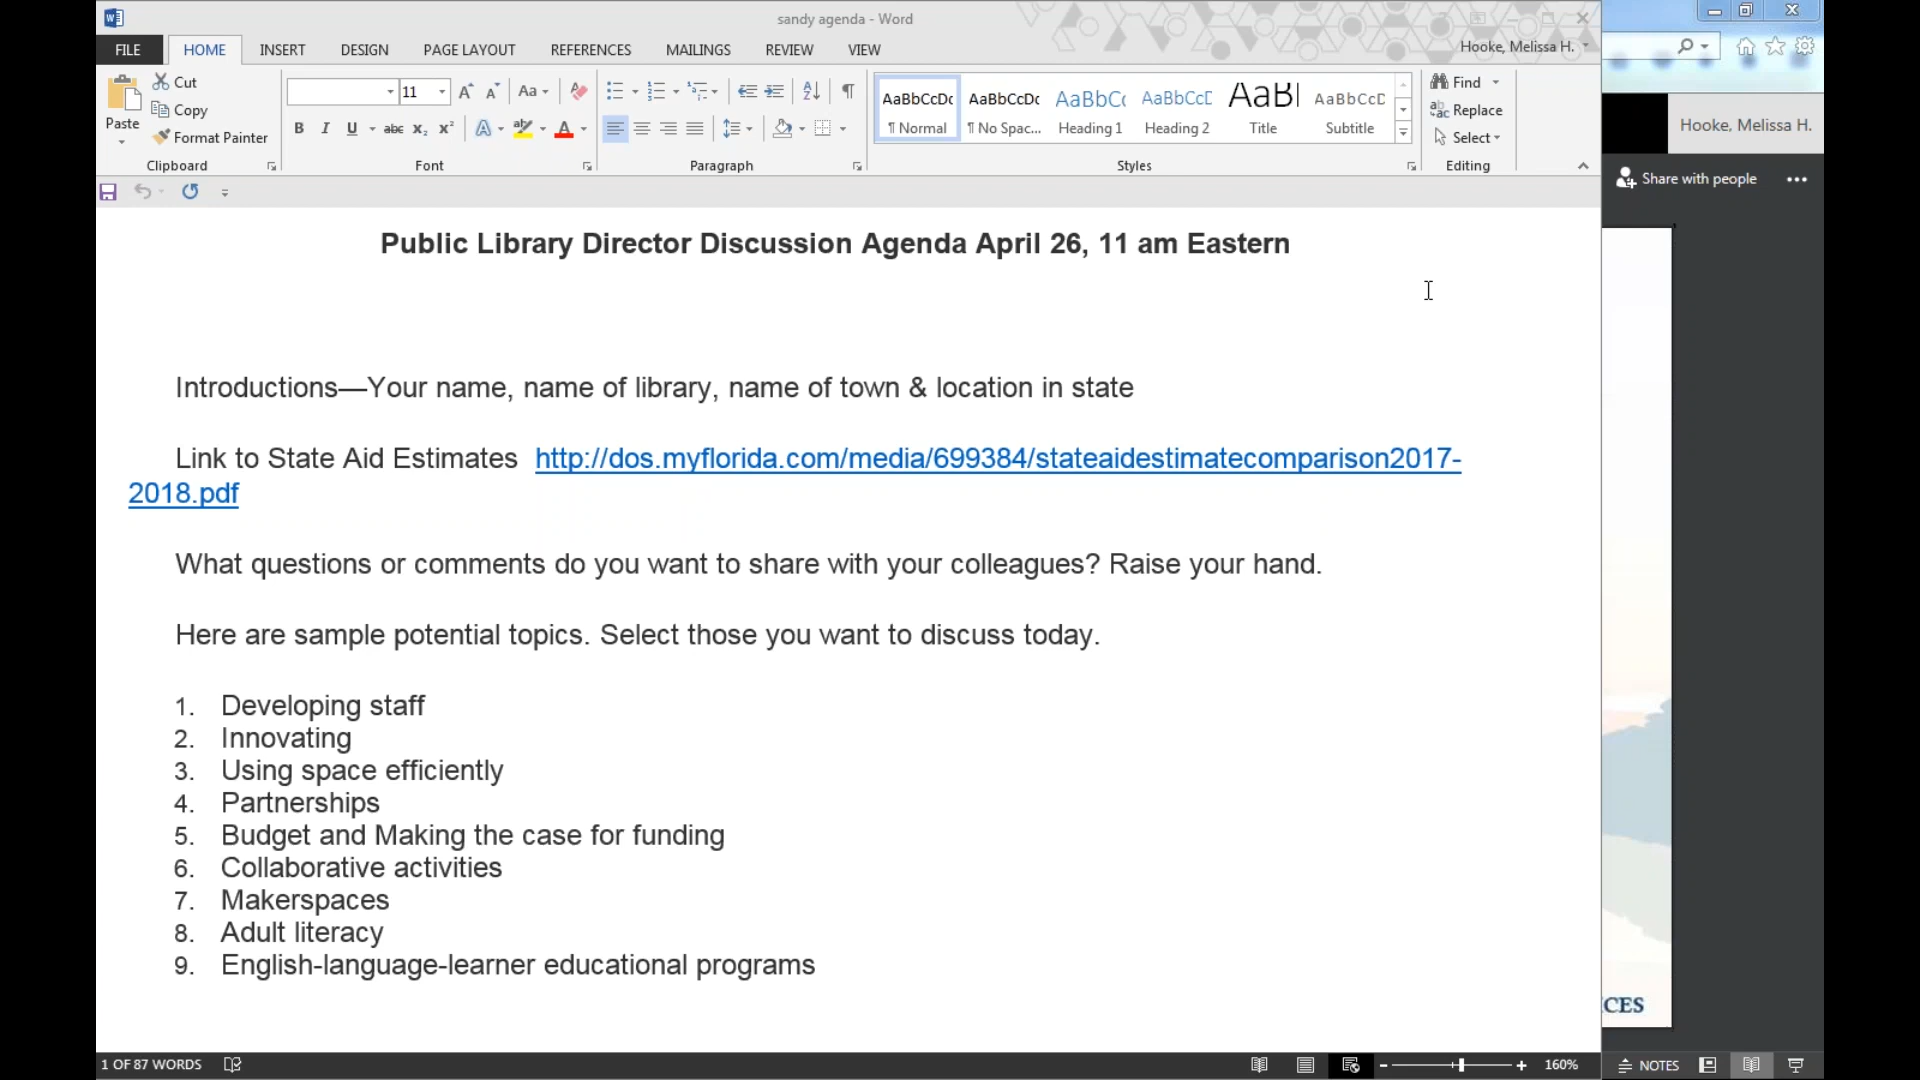 sandy agenda - Word
FILE HOME INSERT DESIGN PAGE LAYOUT REFERENCES MAILINGS REVIEW VIEW
Hooke, Melissa H.
Cut
Copy
Paste
Format Painter
Clipboard
11
Aa
B I U abc x₂ x²
Font
Paragraph
AaBbCcDc AaBbCcDc AaBbC AaBbCcD AaB AaBbCcD
¶ Normal ¶ No Spac... Heading 1 Heading 2 Title Subtitle
Styles
Find
Replace
Select
Editing
Hooke, Melissa H.
Share with people
Public Library Director Discussion Agenda April 26, 11 am Eastern
Introductions—Your name, name of library, name of town & location in state
Link to State Aid Estimates http://dos.myflorida.com/media/699384/stateaidestimatecomparison2017-
2018.pdf
What questions or comments do you want to share with your colleagues? Raise your hand.
Here are sample potential topics. Select those you want to discuss today.
1. Developing staff
2. Innovating
3. Using space efficiently
4. Partnerships
5. Budget and Making the case for funding
6. Collaborative activities
7. Makerspaces
8. Adult literacy
9. English-language-learner educational programs
CES
1 OF 87 WORDS
160%
NOTES